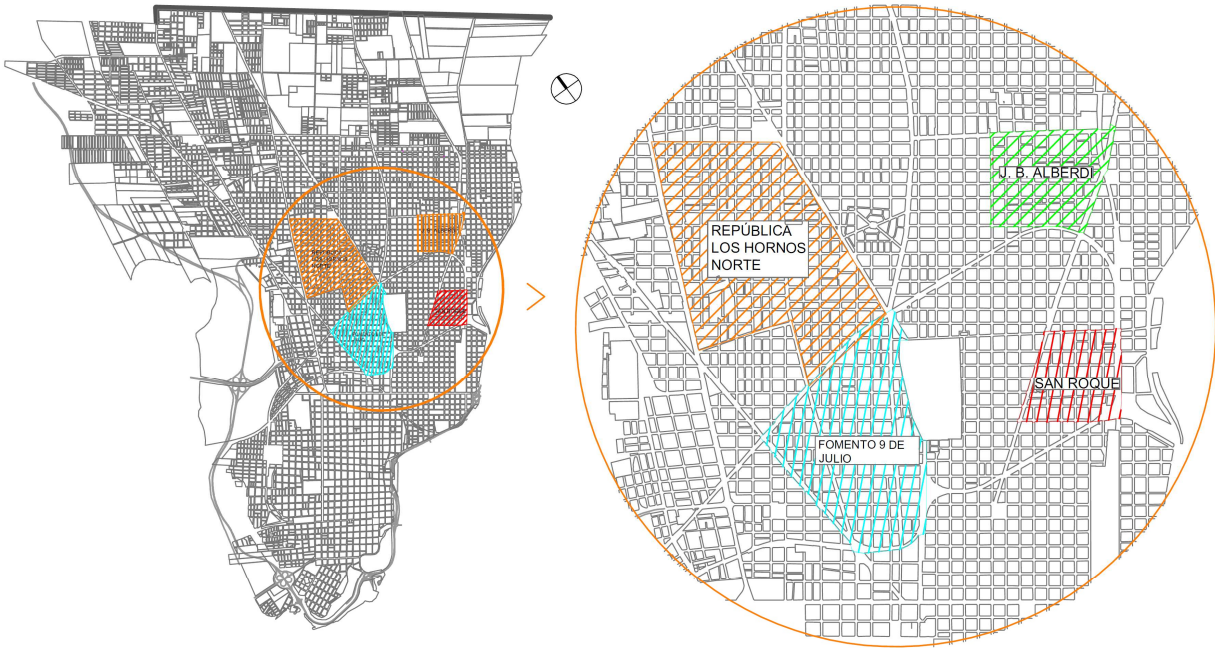 REPÚBLICA
LOS HORNOS
NORTE
J. B. ALBERDI
SAN ROQUE
FOMENTO 9 DE
JULIO